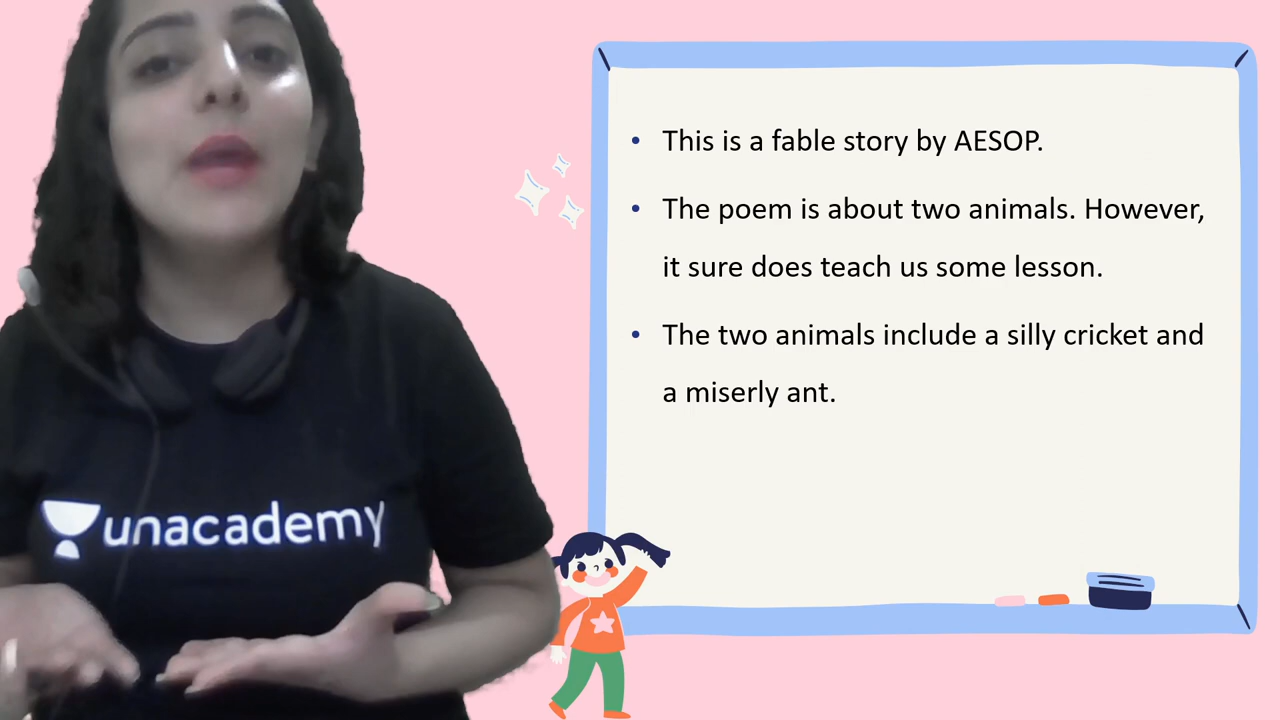 This is a fable story by AESOP.
The poem is about two animals. However,
it sure does teach us some lesson.
The two animals include a silly cricket and
a miserly ant.
unacademy